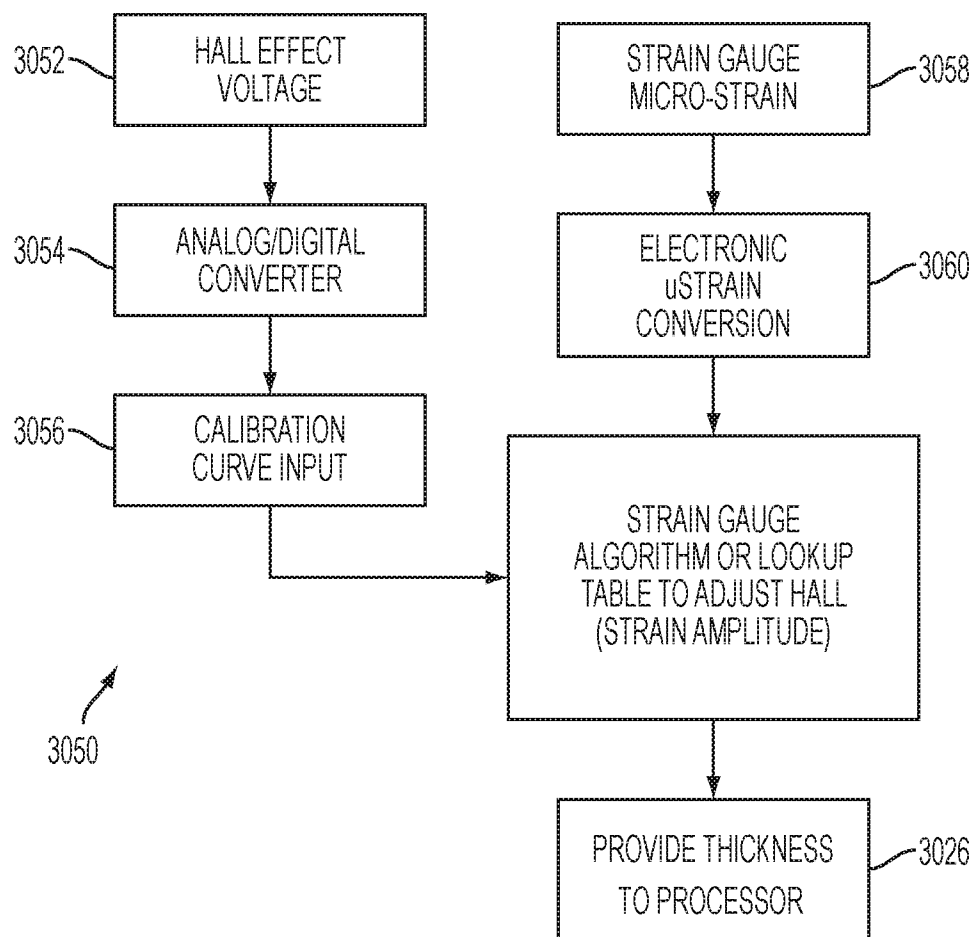 3052
HALL EFFECT
VOLTAGE
3054
ANALOG/DIGITAL
CONVERTER
3056
CALIBRATION
CURVE INPUT
3058
STRAIN GAUGE
MICRO-STRAIN
3060
ELECTRONIC
uSTRAIN
CONVERSION
STRAIN GAUGE
ALGORITHM OR LOOKUP
TABLE TO ADJUST HALL
(STRAIN AMPLITUDE)
3050
PROVIDE THICKNESS
TO PROCESSOR
3026